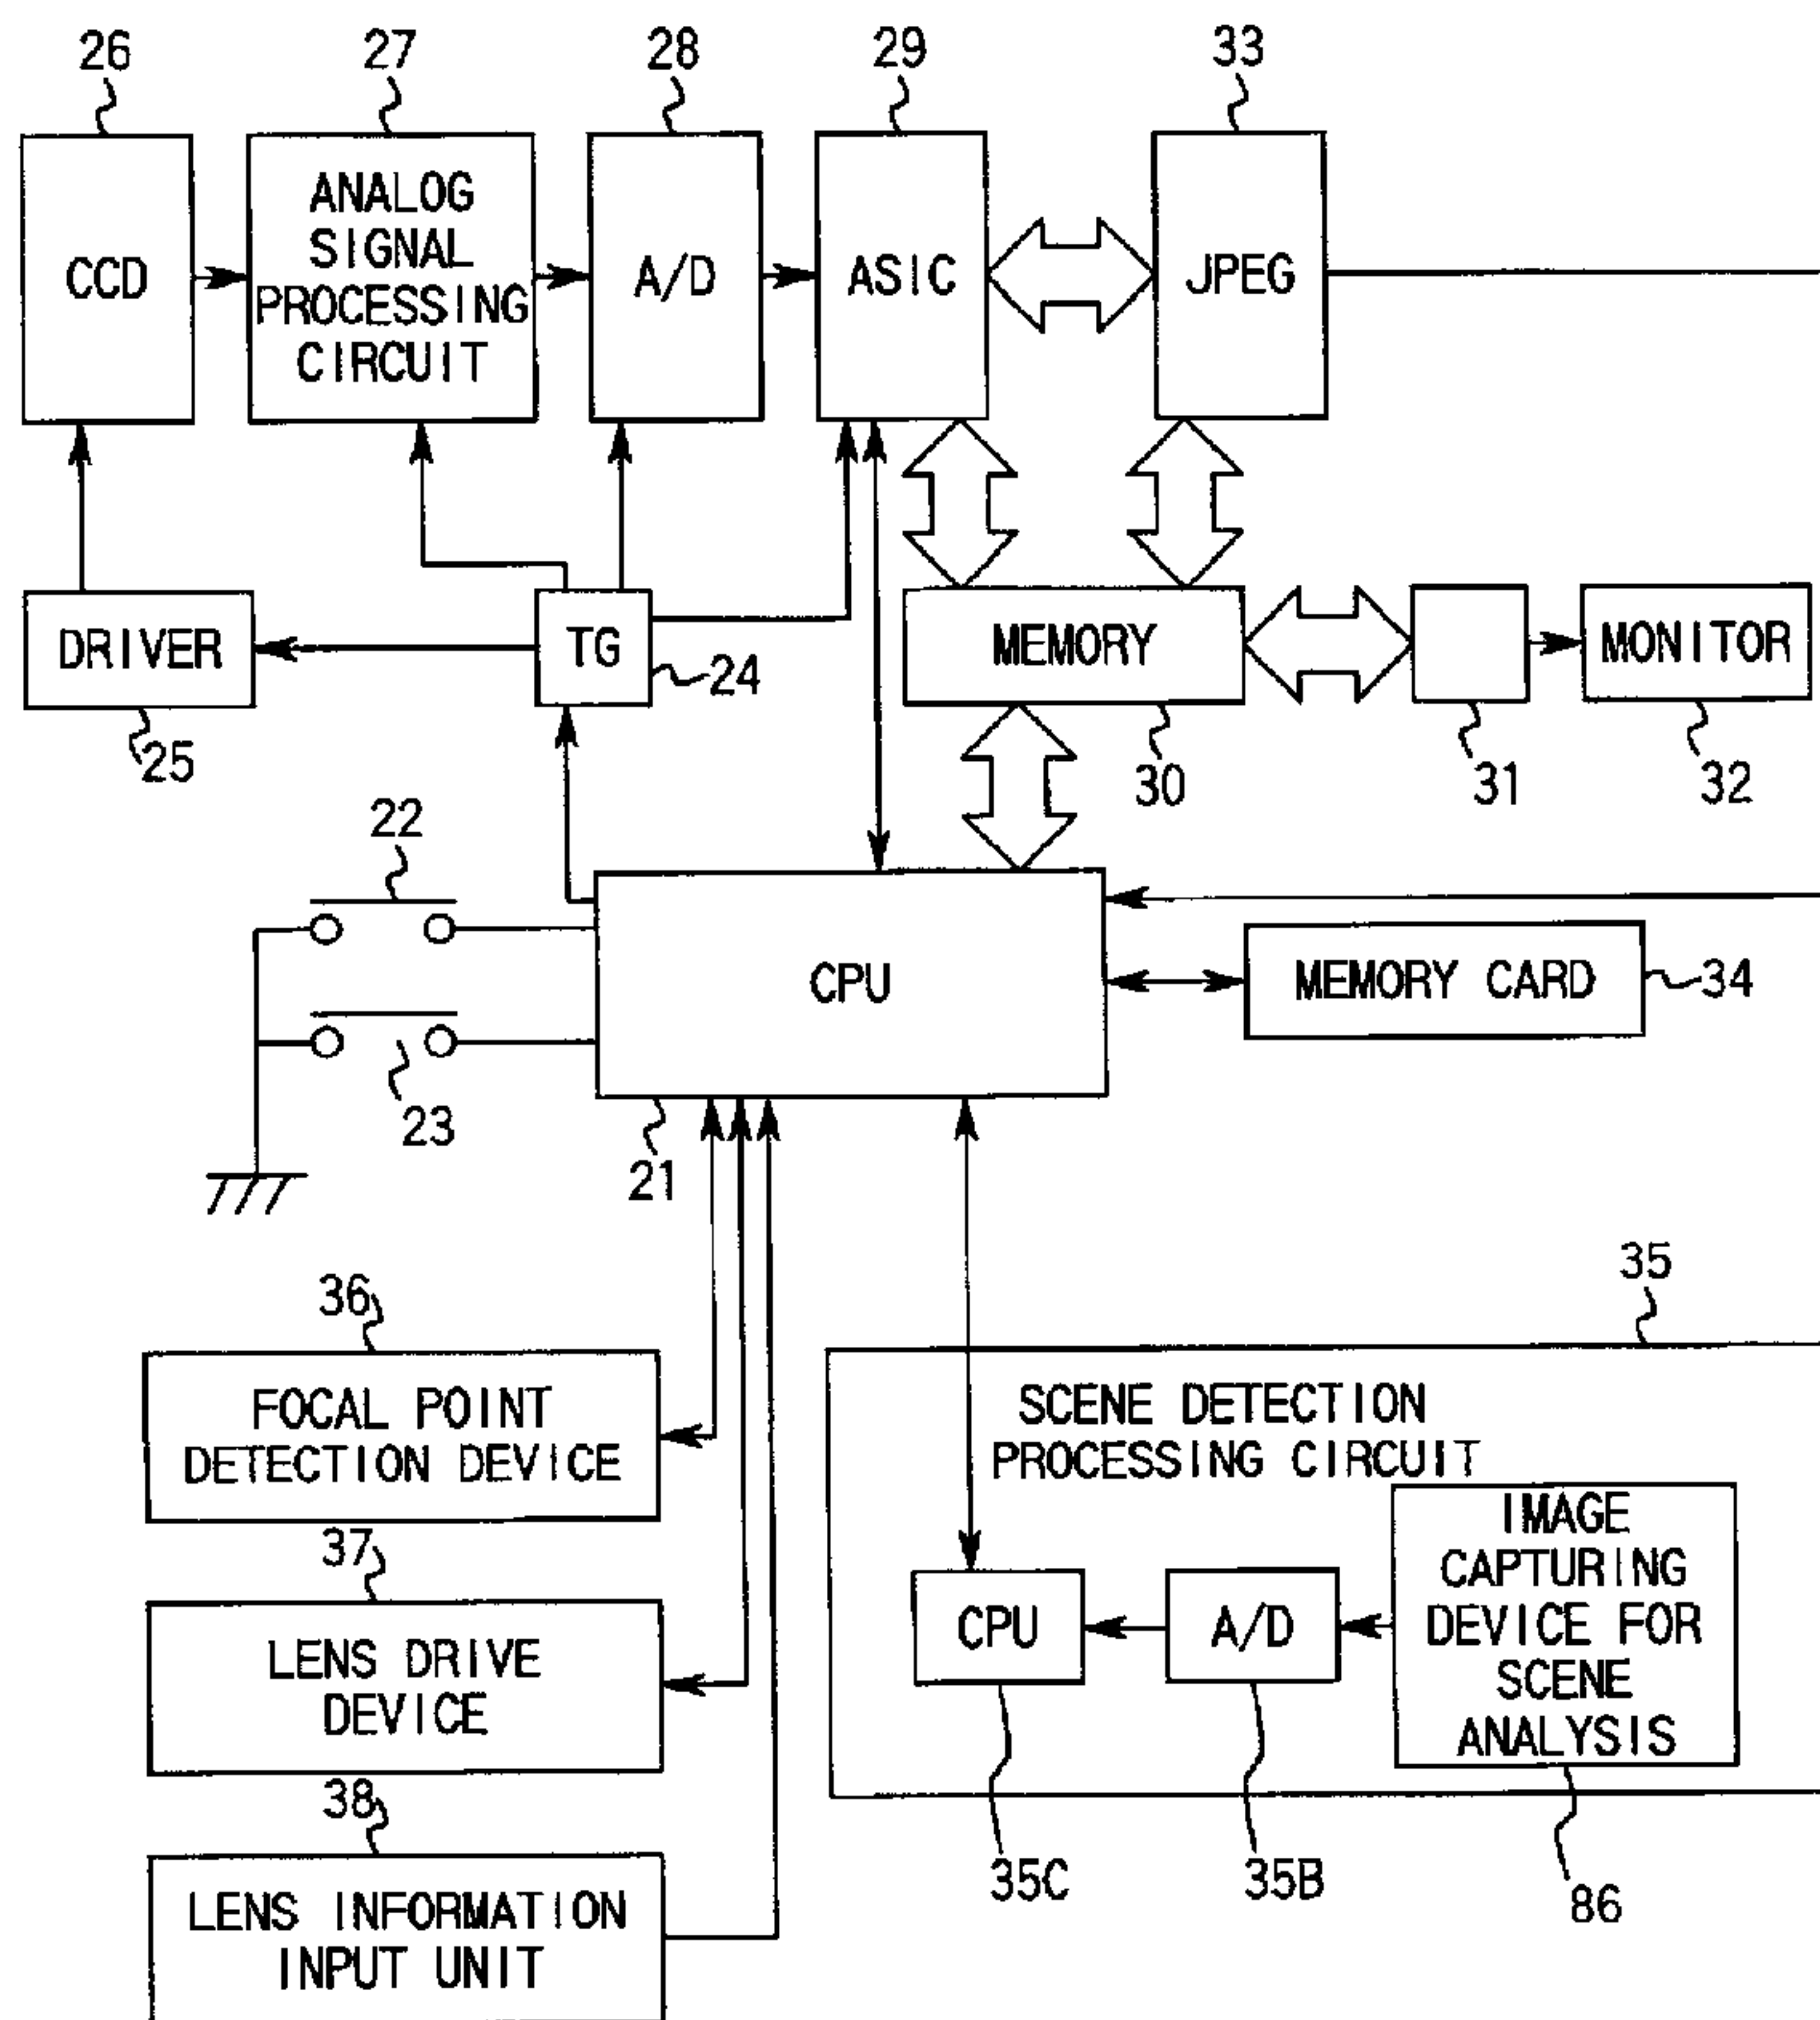 26
27
28
29
33
CCD
ANALOG
SIGNAL
PROCESSING
CIRCUIT
A/D
ASIC
JPEG
DRIVER
TG
MEMORY
MONITOR
24
25
30
31
32
22
CPU
MEMORY CARD
34
23
21
35
36
FOCAL POINT
DETECTION DEVICE
SCENE DETECTION
PROCESSING CIRCUIT
37
LENS DRIVE
DEVICE
CPU
A/D
IMAGE
CAPTURING
DEVICE FOR
SCENE
ANALYSIS
38
LENS INFORMATION
INPUT UNIT
35C
35B
86